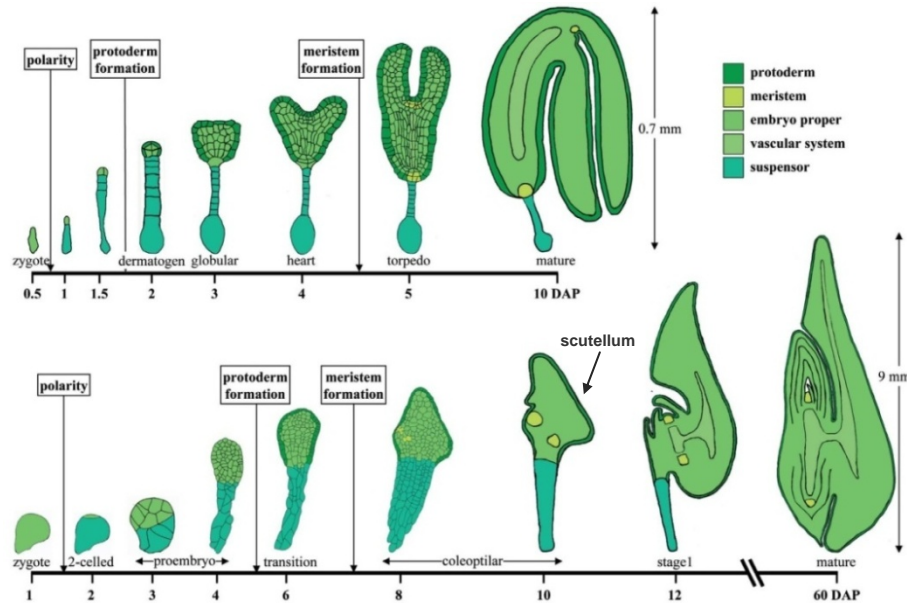 polarity
protoderm
formation
meristem
formation
protoderm
meristem
embryo proper
vascular system
suspensor
0.7 mm
zygote
dermatogen
globular
heart
torpedo
mature
0.5
1
1.5
2
3
4
5
10 DAP
scutellum
polarity
protoderm
formation
meristem
formation
9 mm
zygote
2-celled
proembryo
transition
coleoptilar
stage1
mature
1
2
3
4
6
8
10
12
60 DAP